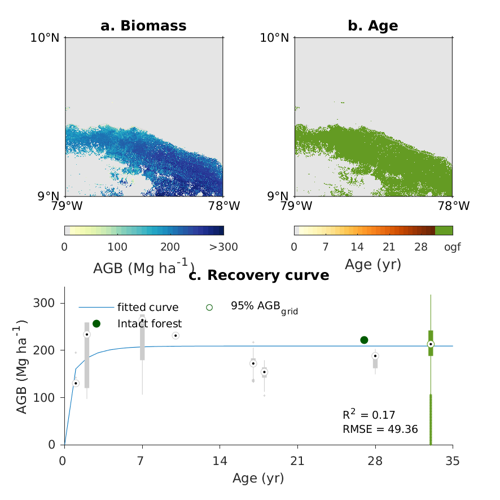 a. Biomass
b. Age
10°N
10°N
9°N
9°N
79°W
78°W
79°W
78°W
0
100
200
>300
0
7
14
21
28
ogf
AGB (Mg ha⁻¹)
Age (yr)
c. Recovery curve
fitted curve
95% AGB_grid
Intact forest
300
200
100
0
AGB (Mg ha⁻¹)
R² = 0.17
RMSE = 49.36
0
7
14
21
28
35
Age (yr)